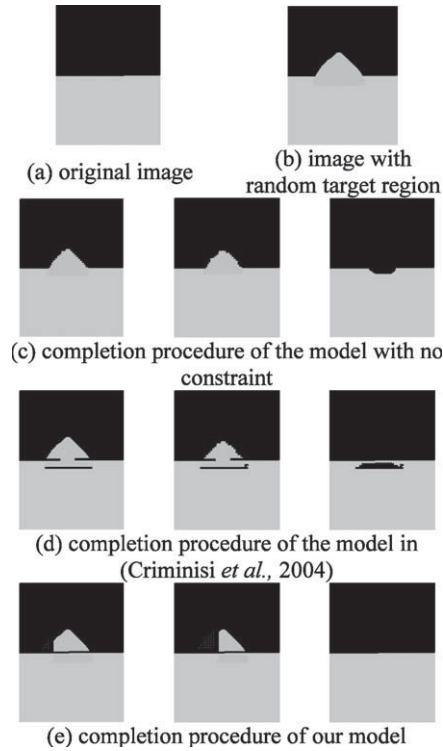 (a) original image
(b) image with
random target region
(c) completion procedure of the model with no
constraint
(d) completion procedure of the model in
(Criminisi et al., 2004)
(e) completion procedure of our model